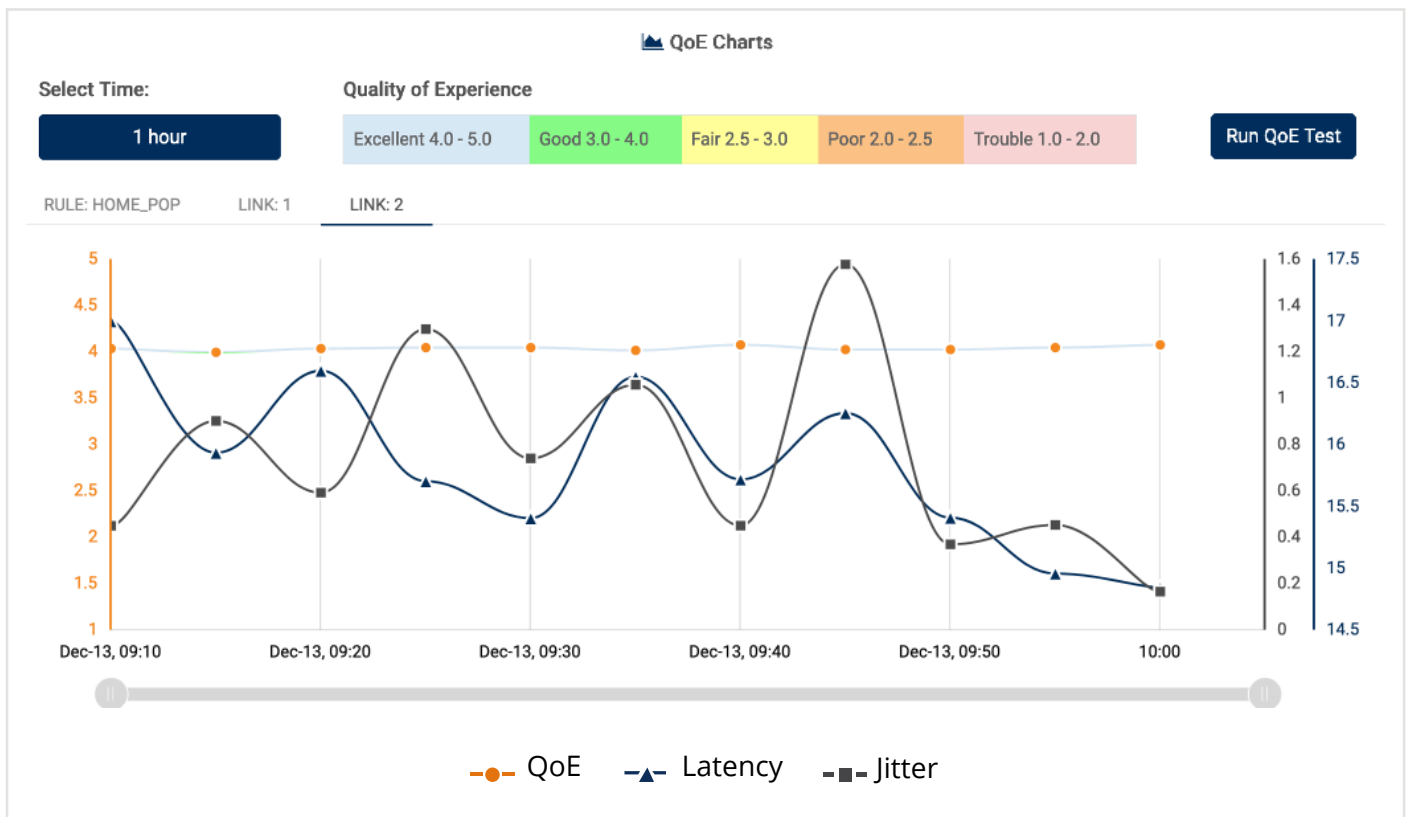 QoE Charts
Select Time:
Quality of Experience
1 hour
Excellent 4.0 - 5.0
Good 3.0 - 4.0
Fair 2.5 - 3.0
Poor 2.0 - 2.5
Trouble 1.0 - 2.0
Run QoE Test
RULE: HOME_POP
LINK: 1
LINK: 2
5
4.5
4
3.5
3
2.5
2
1.5
1
1.6
1.4
1.2
1
0.8
0.6
0.4
0.2
0
17.5
17
16.5
16
15.5
15
14.5
Dec-13, 09:10
Dec-13, 09:20
Dec-13, 09:30
Dec-13, 09:40
Dec-13, 09:50
10:00
QoE
Latency
Jitter